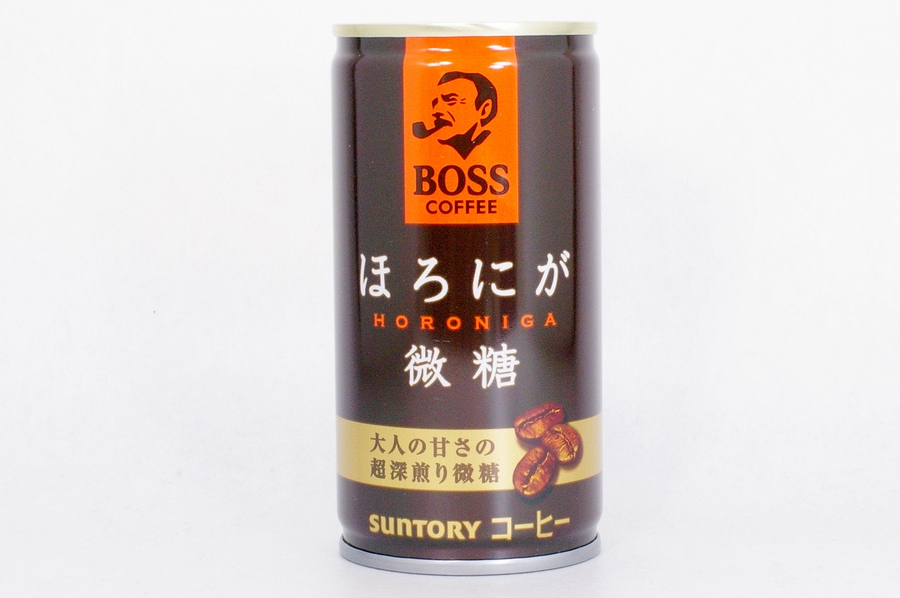 BOSS
COFFEE
ほろにが
HORONIGA
微糖
大人の甘さの
超深煎り微糖
SUNTORY コーヒー